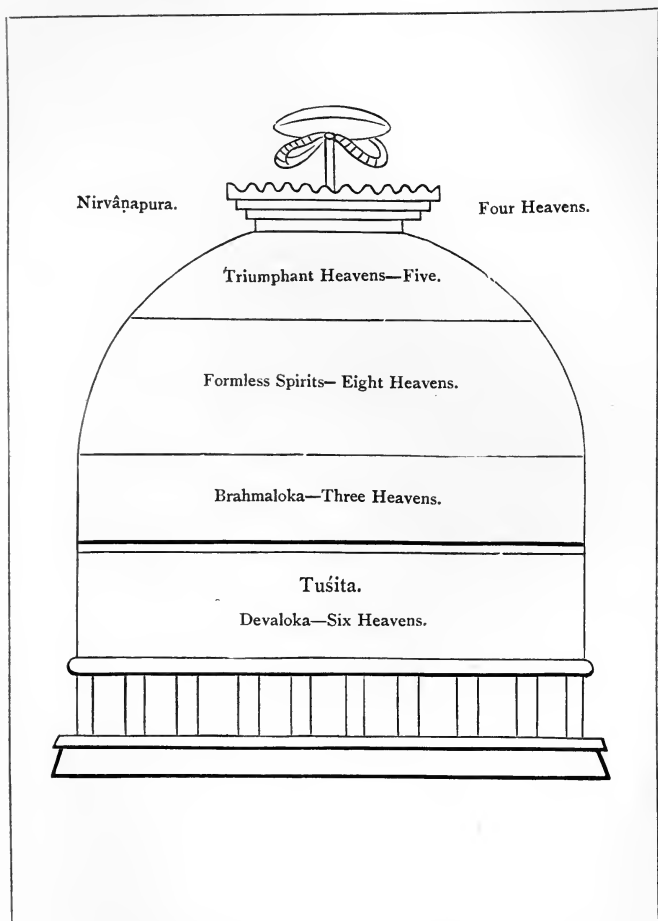 Nirvâṇapura.
Four Heavens.
Triumphant Heavens—Five.
Formless Spirits—Eight Heavens.
Brahmaloka—Three Heavens.
Tuśita.
Devaloka—Six Heavens.